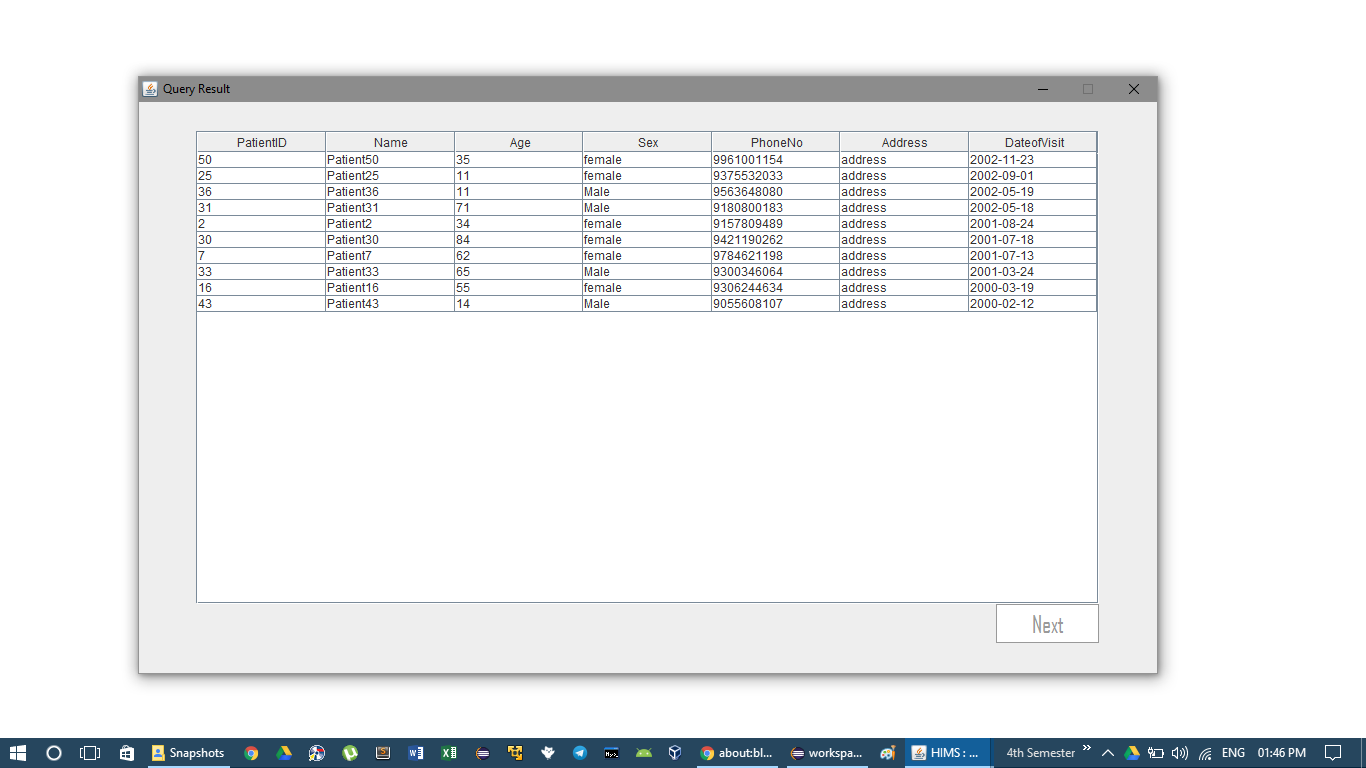 Query Result
PatientID Name Age Sex PhoneNo Address DateofVisit
50 Patient50 35 female 9961001154 address 2002-11-23
25 Patient25 11 female 9375532033 address 2002-09-01
36 Patient36 11 Male 9563648080 address 2002-05-19
31 Patient31 71 Male 9180800183 address 2002-05-18
2 Patient2 34 female 9157809489 address 2001-08-24
30 Patient30 84 female 9421190262 address 2001-07-18
7 Patient7 62 female 9784621198 address 2001-07-13
33 Patient33 65 Male 9300346064 address 2001-03-24
16 Patient16 55 female 9306244634 address 2000-03-19
43 Patient43 14 Male 9055608107 address 2000-02-12
Next
Snapshots about:bl... workspa... HIMS : ... 4th Semester ENG 01:46 PM